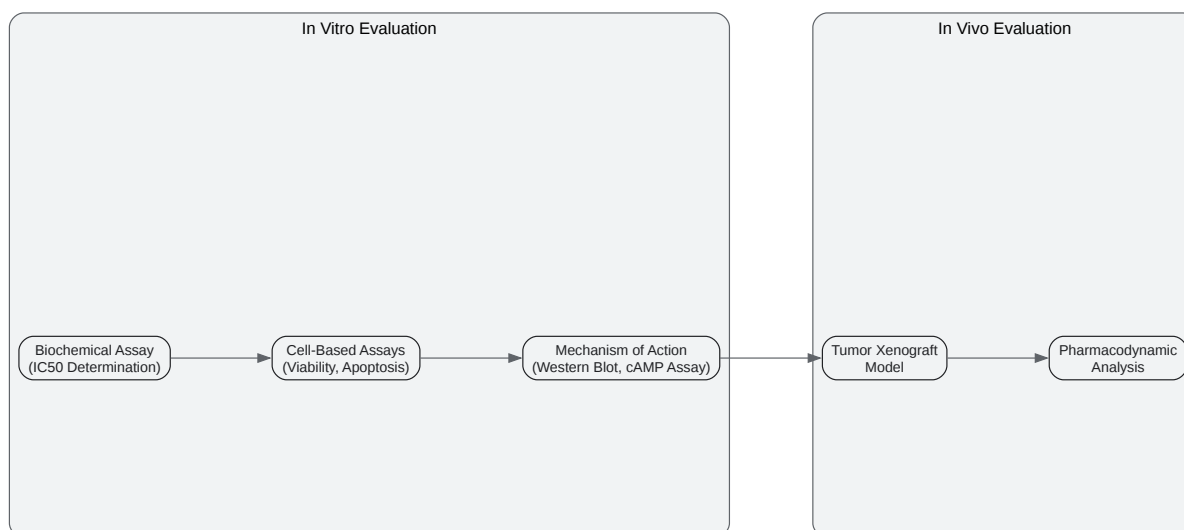 In Vitro Evaluation
In Vivo Evaluation
Biochemical Assay
(IC50 Determination)
Cell-Based Assays
(Viability, Apoptosis)
Mechanism of Action
(Western Blot, cAMP Assay)
Tumor Xenograft
Model
Pharmacodynamic
Analysis